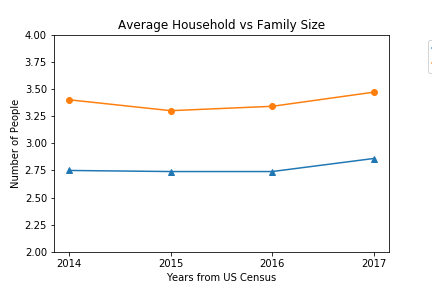 Average Household vs Family Size
Number of People
4.00
3.75
3.50
3.25
3.00
2.75
2.50
2.25
2.00
2014 2015 2016 2017
Years from US Census